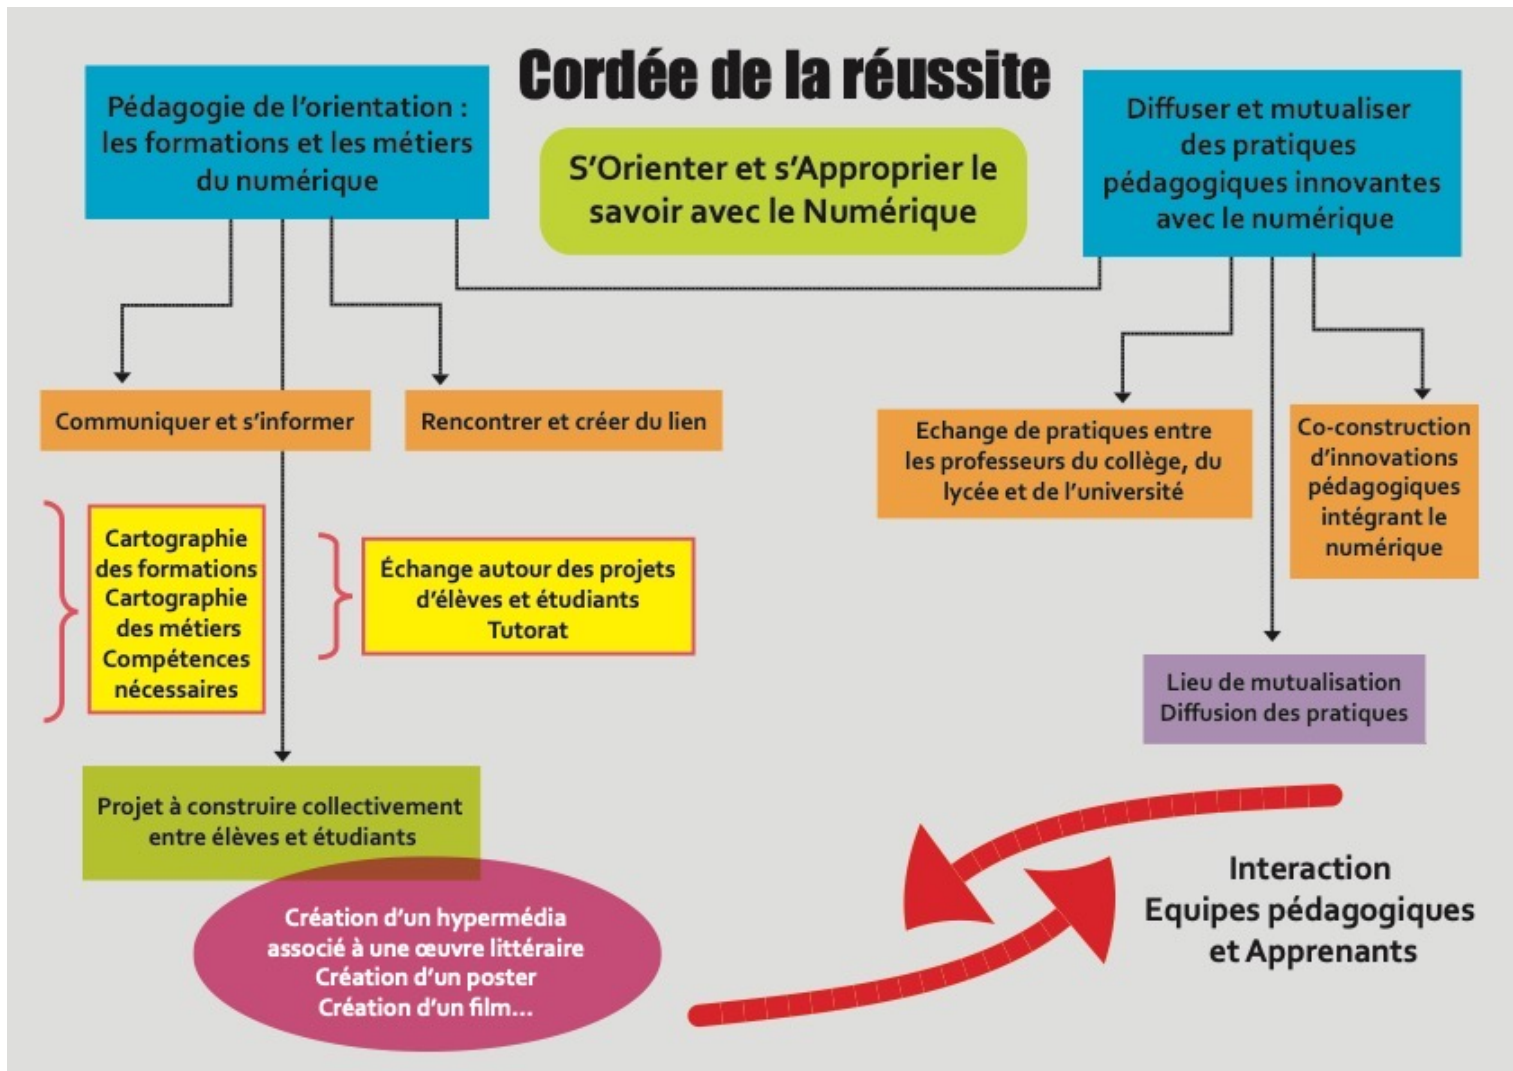 Cordée de la réussite
Pédagogie de l'orientation :
les formations et les métiers
du numérique
S'Orienter et s'Approprier le
savoir avec le Numérique
Diffuser et mutualiser
des pratiques
pédagogiques innovantes
avec le numérique
Communiquer et s'informer
Rencontrer et créer du lien
Echange de pratiques entre
les professeurs du collège, du
lycée et de l'université
Co-construction
d'innovations
pédagogiques
intégrant le
numérique
Cartographie
des formations
Cartographie
des métiers
Compétences
nécessaires
Échange autour des projets
d'élèves et étudiants
Tutorat
Lieu de mutualisation
Diffusion des pratiques
Projet à construire collectivement
entre élèves et étudiants
Création d'un hypermédia
associé à une œuvre littéraire
Création d'un poster
Création d'un film...
Interaction
Equipes pédagogiques
et Apprenants